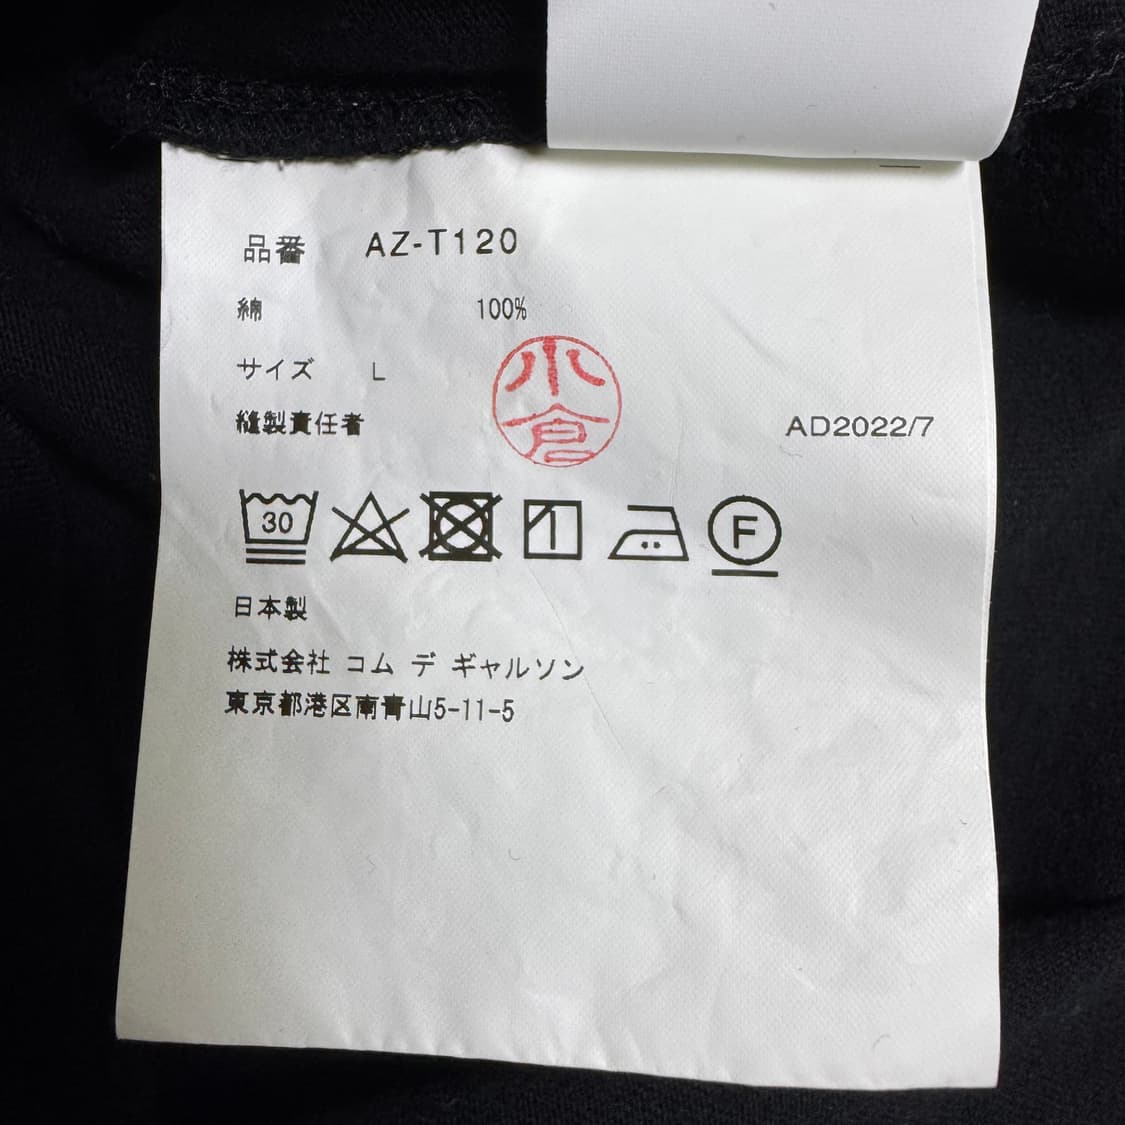 品番 AZ-T120
綿 100%
サイズ L
小倉
縫製責任者 AD2022/7
30 F
日本製
株式会社 コム デ ギャルソン
東京都港区南青山5-11-5